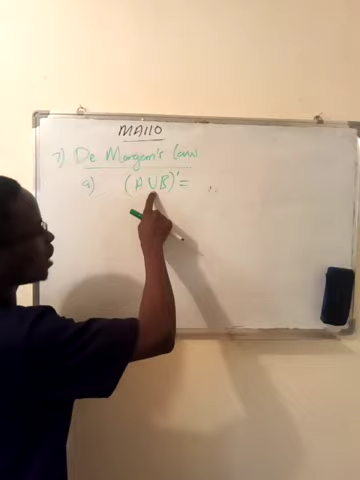 MA110
7) De Morgan's Law
a) (A ∪ B)' =